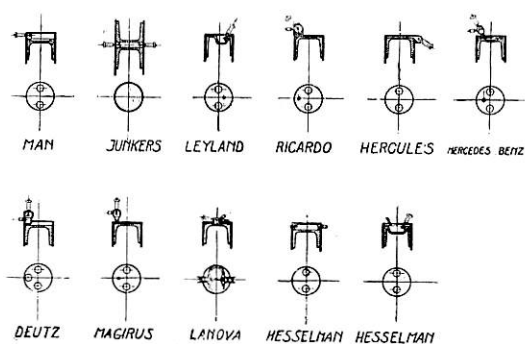 MAN JUNKERS LEYLAND RICARDO HERCULES MERCEDES BENZ
DEUTZ MAGIRUS LANOVA HESSELMAN HESSELMAN